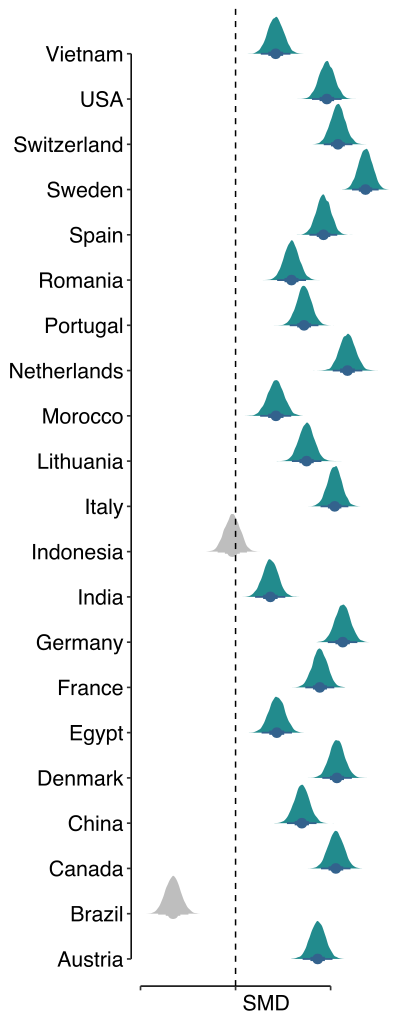 Vietnam
USA
Switzerland
Sweden
Spain
Romania
Portugal
Netherlands
Morocco
Lithuania
Italy
Indonesia
India
Germany
France
Egypt
Denmark
China
Canada
Brazil
Austria
SMD